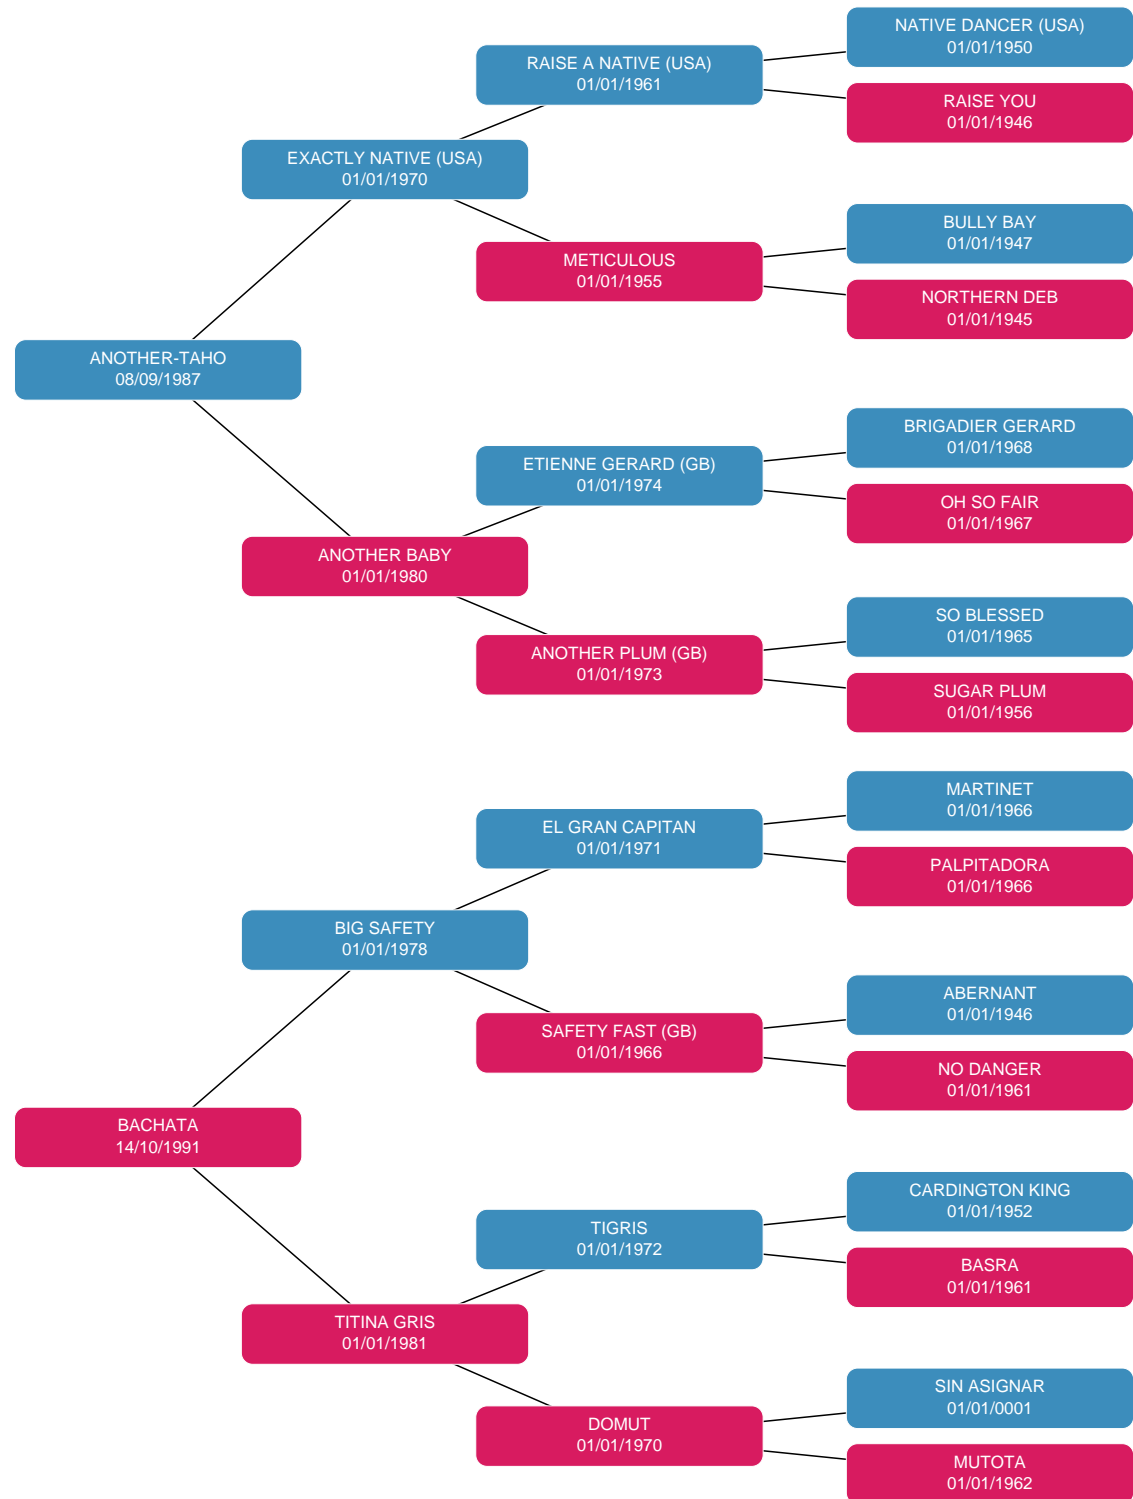 NATIVE DANCER (USA)
01/01/1950
RAISE A NATIVE (USA)
01/01/1961
RAISE YOU
01/01/1946
EXACTLY NATIVE (USA)
01/01/1970
BULLY BAY
01/01/1947
METICULOUS
01/01/1955
NORTHERN DEB
01/01/1945
ANOTHER-TAHO
08/09/1987
BRIGADIER GERARD
01/01/1968
ETIENNE GERARD (GB)
01/01/1974
OH SO FAIR
01/01/1967
ANOTHER BABY
01/01/1980
SO BLESSED
01/01/1965
ANOTHER PLUM (GB)
01/01/1973
SUGAR PLUM
01/01/1956
MARTINET
01/01/1966
EL GRAN CAPITAN
01/01/1971
PALPITADORA
01/01/1966
BIG SAFETY
01/01/1978
ABERNANT
01/01/1946
SAFETY FAST (GB)
01/01/1966
NO DANGER
01/01/1961
BACHATA
14/10/1991
CARDINGTON KING
01/01/1952
TIGRIS
01/01/1972
BASRA
01/01/1961
TITINA GRIS
01/01/1981
SIN ASIGNAR
01/01/0001
DOMUT
01/01/1970
MUTOTA
01/01/1962